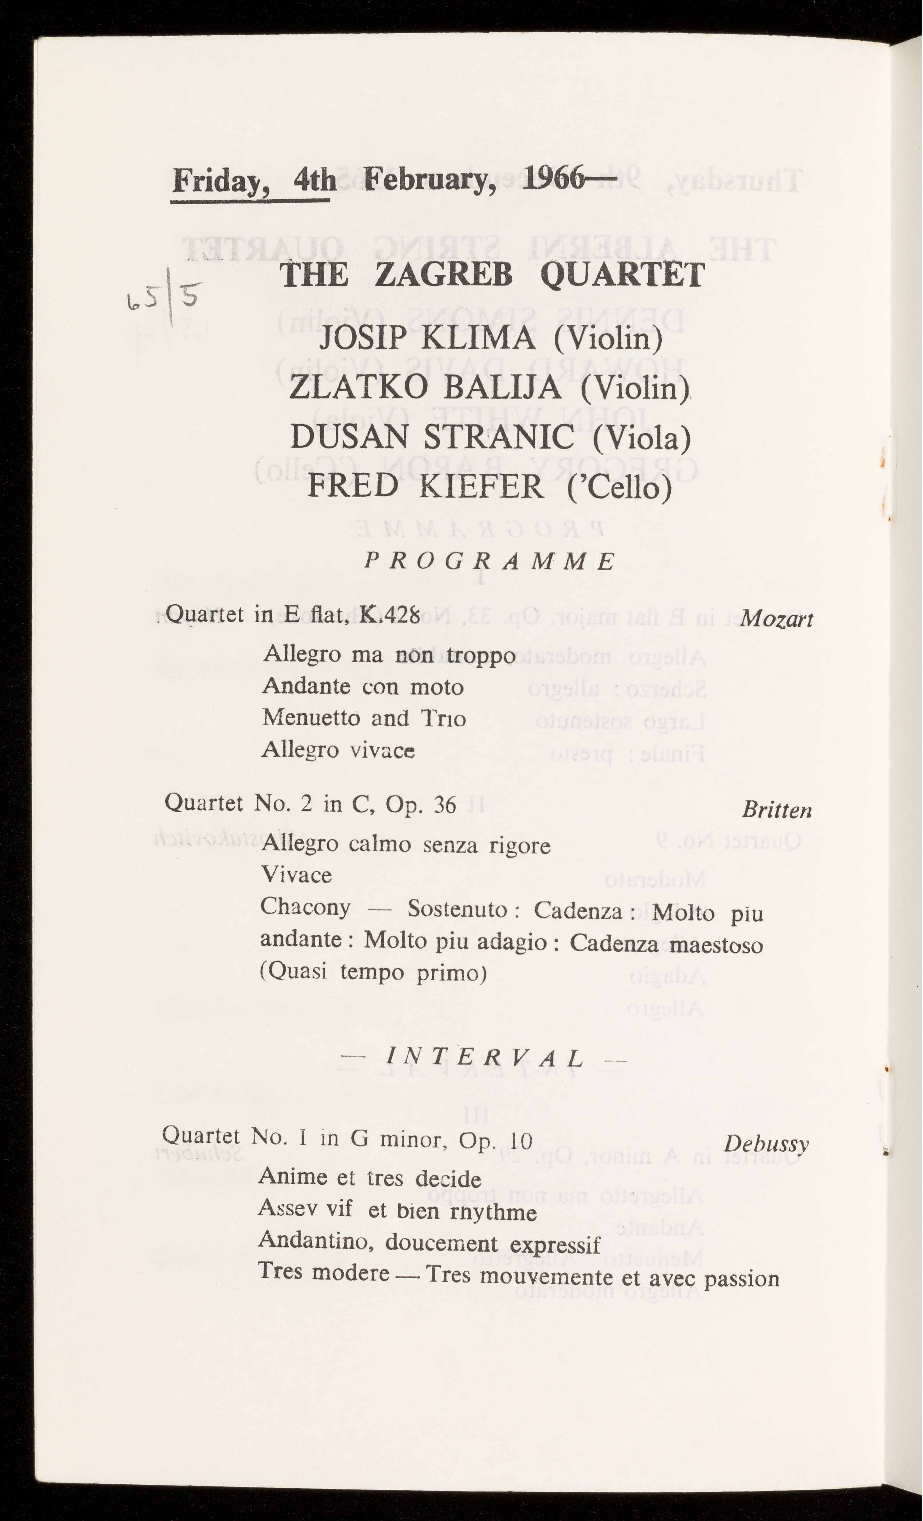 Friday, 4th February, 1966—
THE ZAGREB QUARTET
65/5
JOSIP KLIMA (Violin)
ZLATKO BALIJA (Violin)
DUSAN STRANIC (Viola)
FRED KIEFER ('Cello)
PROGRAMME
Quartet in E flat, K.428 Mozart
Allegro ma non troppo
Andante con moto
Menuetto and Trio
Allegro vivace
Quartet No. 2 in C, Op. 36 Britten
Allegro calmo senza rigore
Vivace
Chacony — Sostenuto : Cadenza : Molto piu
andante : Molto piu adagio : Cadenza maestoso
(Quasi tempo primo)
— INTERVAL —
Quartet No. I in G minor, Op. 10 Debussy
Anime et tres decide
Assev vif et bien rhythme
Andantino, doucement expressif
Tres modere — Tres mouvemente et avec passion